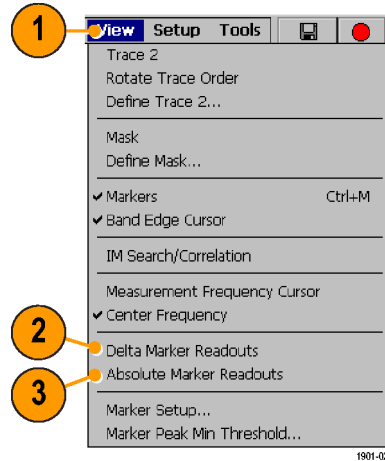 1
View Setup Tools
Trace 2
Rotate Trace Order
Define Trace 2...
Mask
Define Mask...
✔ Markers Ctrl+M
✔ Band Edge Cursor
IM Search/Correlation
Measurement Frequency Cursor
✔ Center Frequency
2
Delta Marker Readouts
3
Absolute Marker Readouts
Marker Setup...
Marker Peak Min Threshold...
1901-02